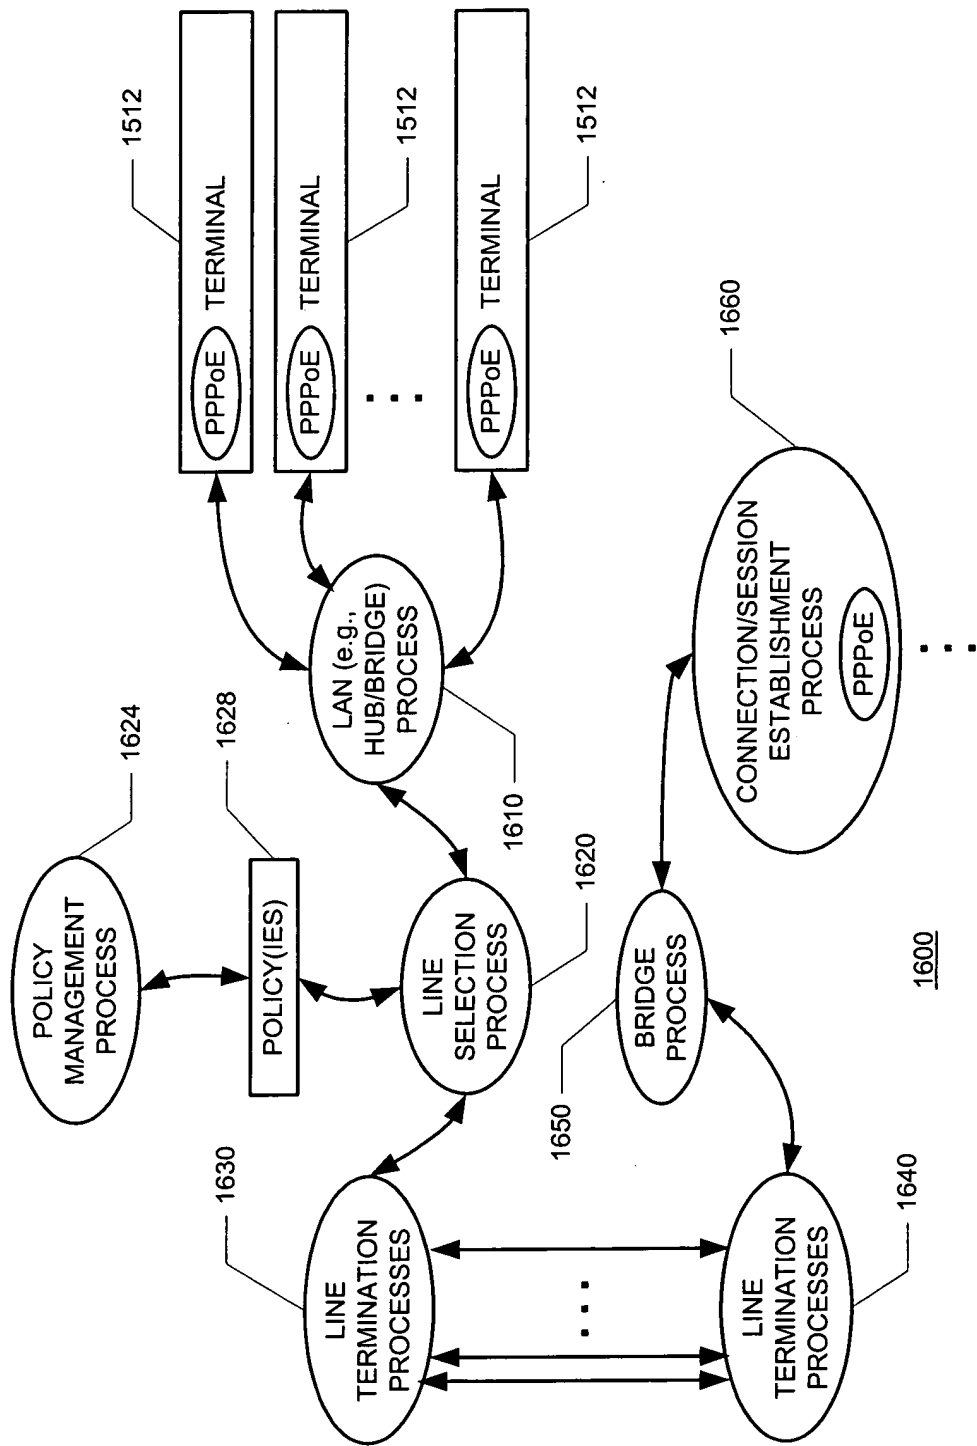 1512
PPPoE
TERMINAL
PPPoE
TERMINAL
1512
PPPoE
TERMINAL
1512
POLICY
MANAGEMENT
PROCESS
1624
POLICY(IES)
1628
LAN (e.g.,
HUB/BRIDGE)
PROCESS
1610
LINE
SELECTION
PROCESS
1620
LINE
TERMINATION
PROCESSES
1630
LINE
TERMINATION
PROCESSES
1640
BRIDGE
PROCESS
1650
CONNECTION/SESSION
ESTABLISHMENT
PROCESS
PPPoE
1660
1600